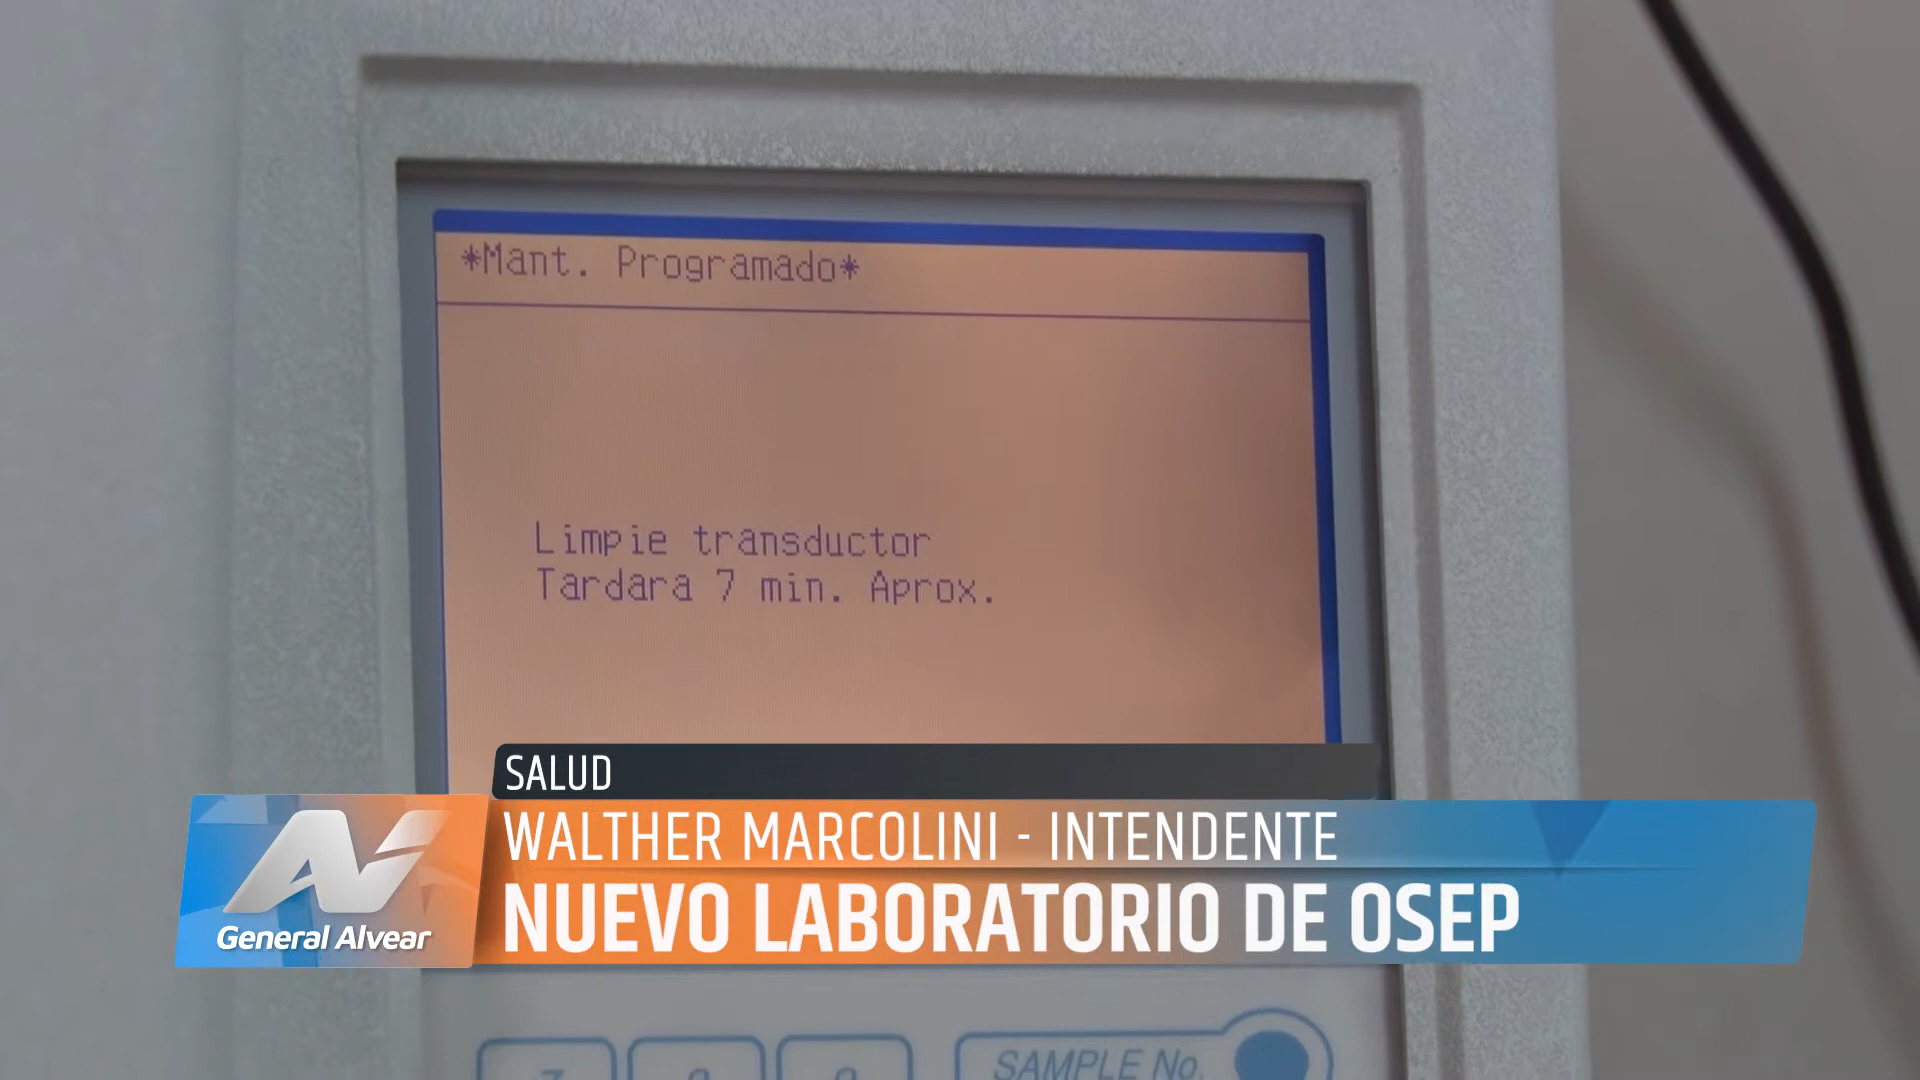 *Mant. Programado*
Limpie transductor
Tardara 7 min. Aprox.
SALUD
WALTHER MARCOLINI - INTENDENTE
NUEVO LABORATORIO DE OSEP
General Alvear
SAMPLE No.